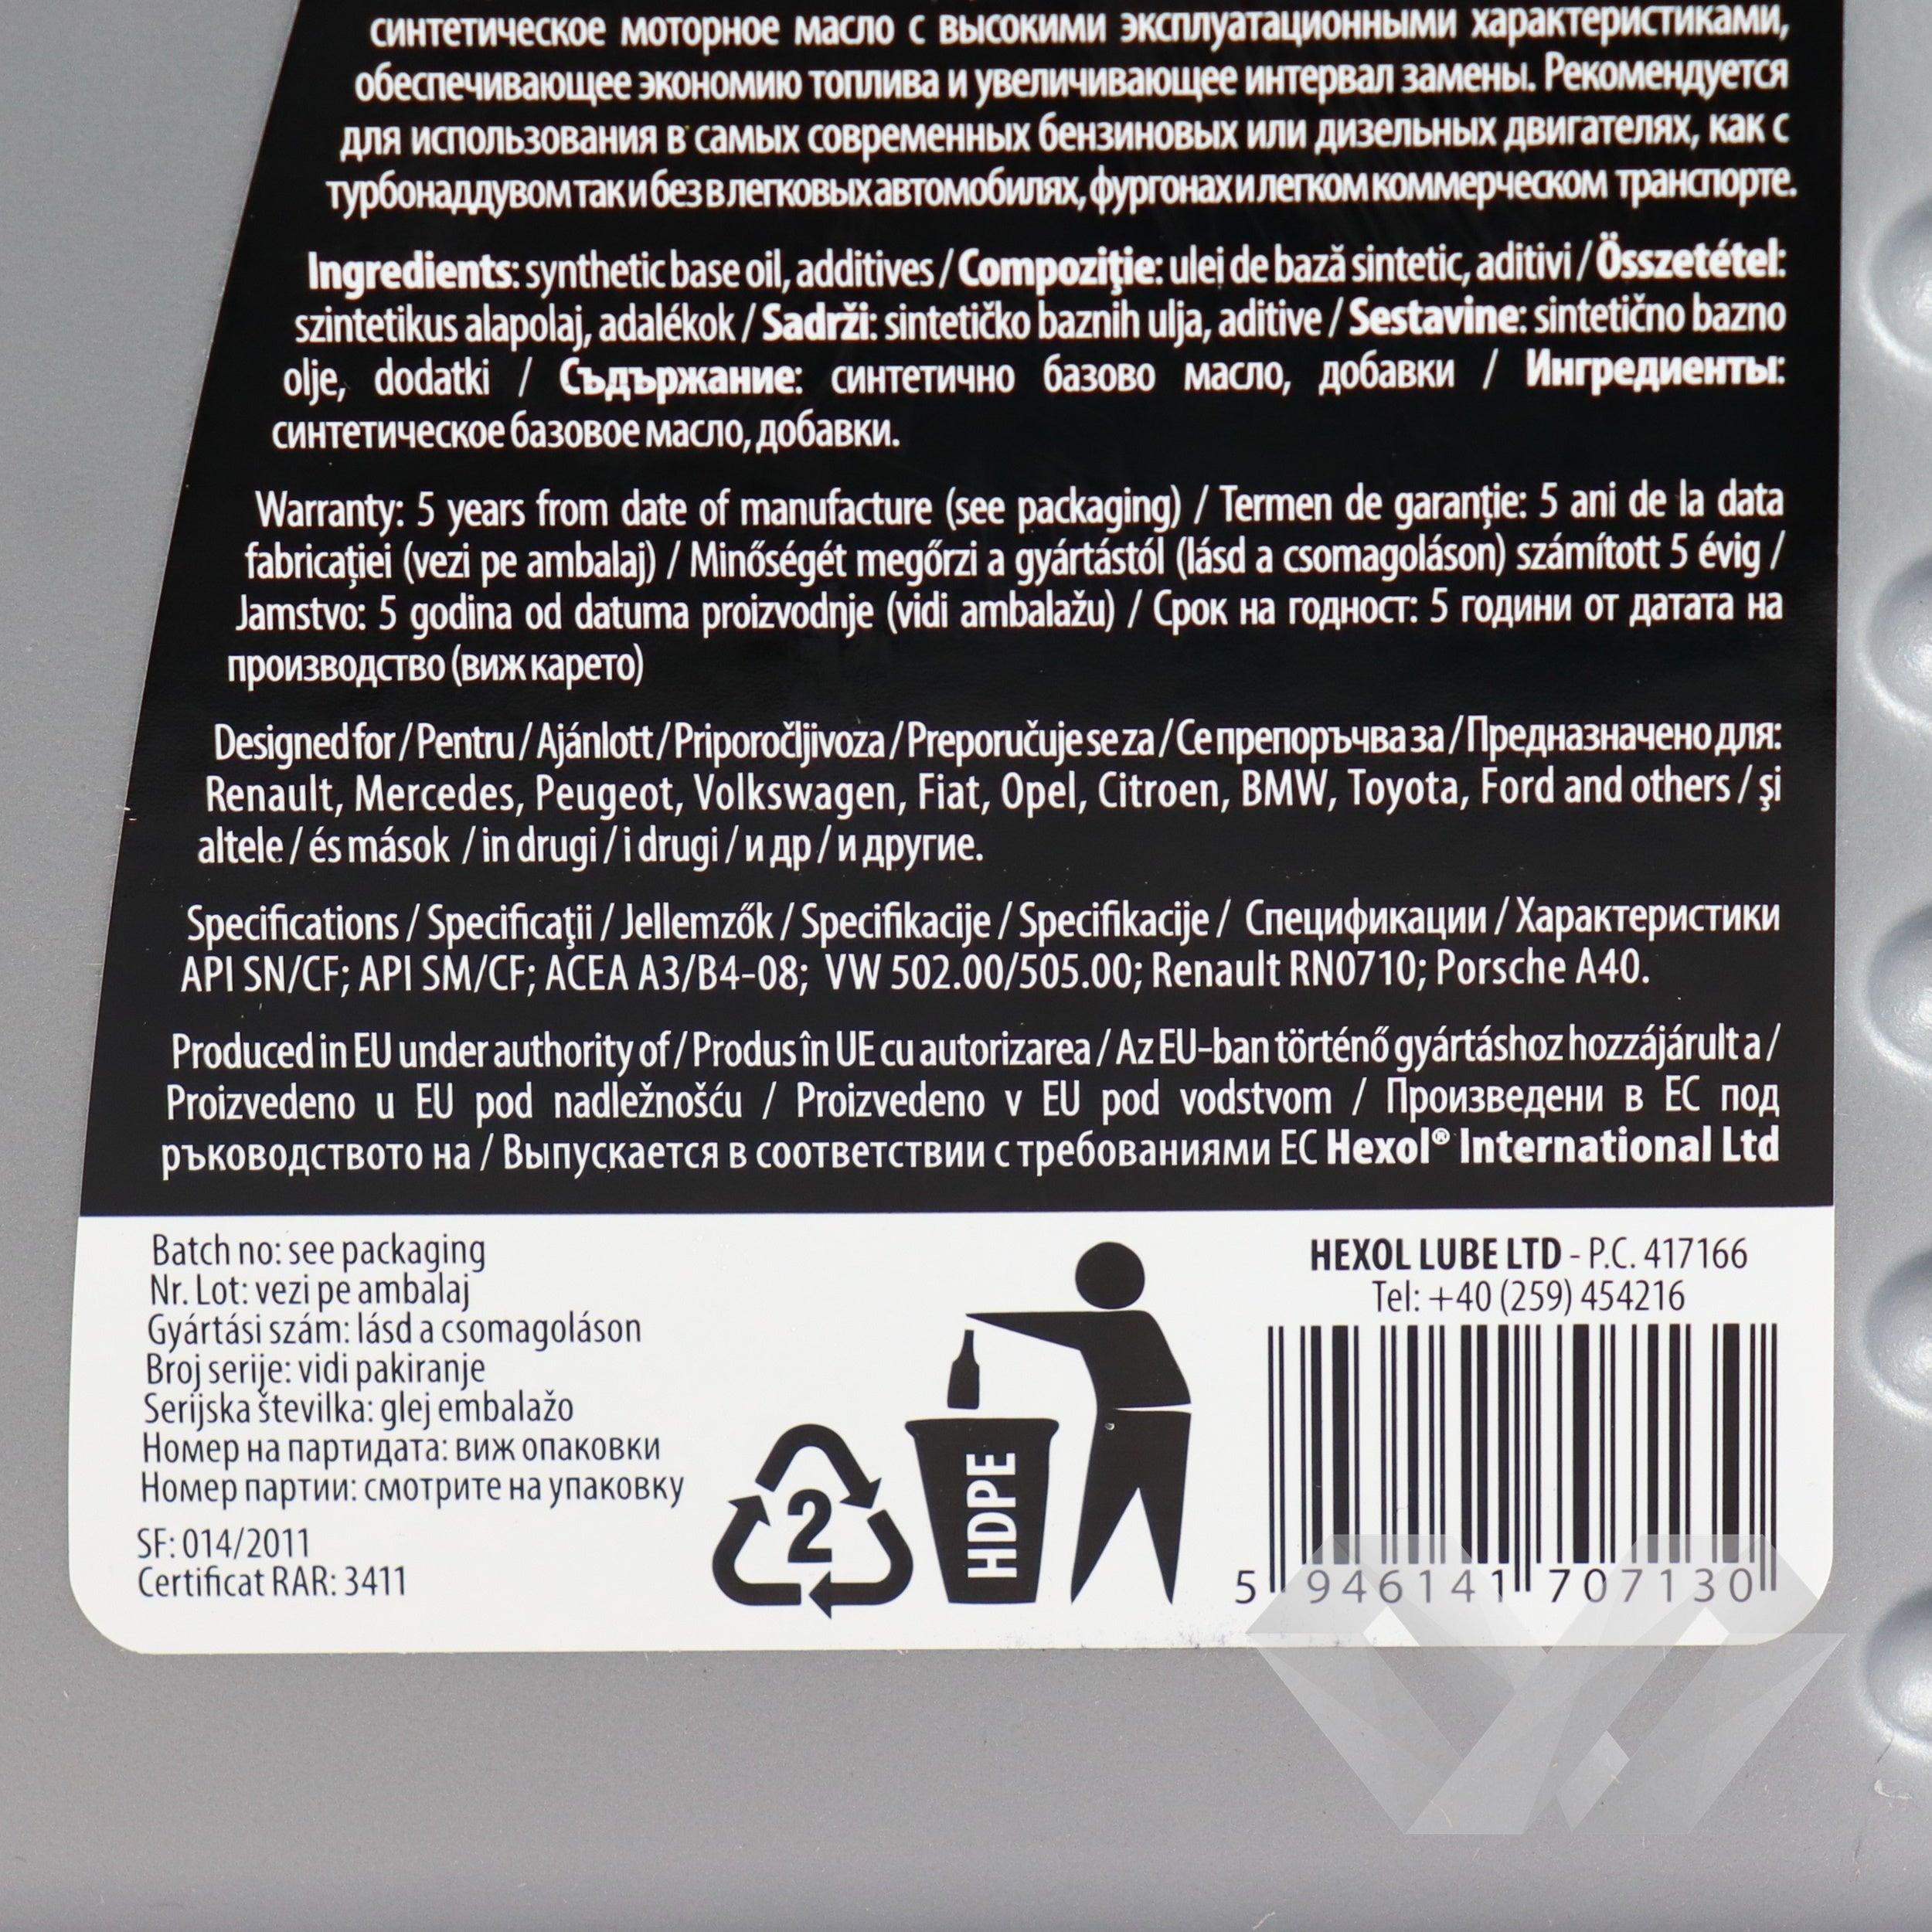 синтетическое моторное масло с высокими эксплуатационными характеристиками,
обеспечивающее экономию топлива и увеличивающее интервал замены. Рекомендуется
для использования в самых современных бензиновых или дизельных двигателях, как с
турбонаддувом так и без в легковых автомобилях, фургонах и легком коммерческом транспорте.
Ingredients: synthetic base oil, additives / Compoziţie: ulei de bază sintetic, aditivi / Összetétel:
szintetikus alapolaj, adalékok / Sadrži: sintetičko baznih ulja, aditive / Sestavine: sintetično bazno
olje, dodatki / Съдържание: синтетично базово масло, добавки / Ингредиенты:
синтетическое базовое масло, добавки.
Warranty: 5 years from date of manufacture (see packaging) / Termen de garanţie: 5 ani de la data
fabricaţiei (vezi pe ambalaj) / Minőségét megőrzi a gyártástól (lásd a csomagoláson) számított 5 évig /
Jamstvo: 5 godina od datuma proizvodnje (vidi ambalažu) / Срок на годност: 5 години от датата на
производство (виж карето)
Designed for / Pentru / Ajánlott / Priporočljivo za / Preporučuje se za / Се препоръчва за / Предназначено для:
Renault, Mercedes, Peugeot, Volkswagen, Fiat, Opel, Citroen, BMW, Toyota, Ford and others / şi
altele / és mások / in drugi / i drugi / и др / и другие.
Specifications / Specificaţii / Jellemzők / Specifikacije / Specifikacije / Спецификации / Характеристики
API SN/CF; API SM/CF; ACEA A3/B4-08; VW 502.00/505.00; Renault RN0710; Porsche A40.
Produced in EU under authority of / Produs în UE cu autorizarea / Az EU-ban történő gyártáshoz hozzájárult a /
Proizvedeno u EU pod nadležnošću / Proizvedeno v EU pod vodstvom / Произведени в ЕС под
ръководството на / Выпускается в соответствии с требованиями ЕС Hexol® International Ltd
Batch no: see packaging
Nr. Lot: vezi pe ambalaj
Gyártási szám: lásd a csomagoláson
Broj serije: vidi pakiranje
Serijska številka: glej embalažo
Номер на партидата: виж опаковки
Номер партии: смотрите на упаковку
SF: 014/2011
Certificat RAR: 3411
2
HDPE
HEXOL LUBE LTD - P.C. 417166
Tel: +40 (259) 454216
5 946141 707130